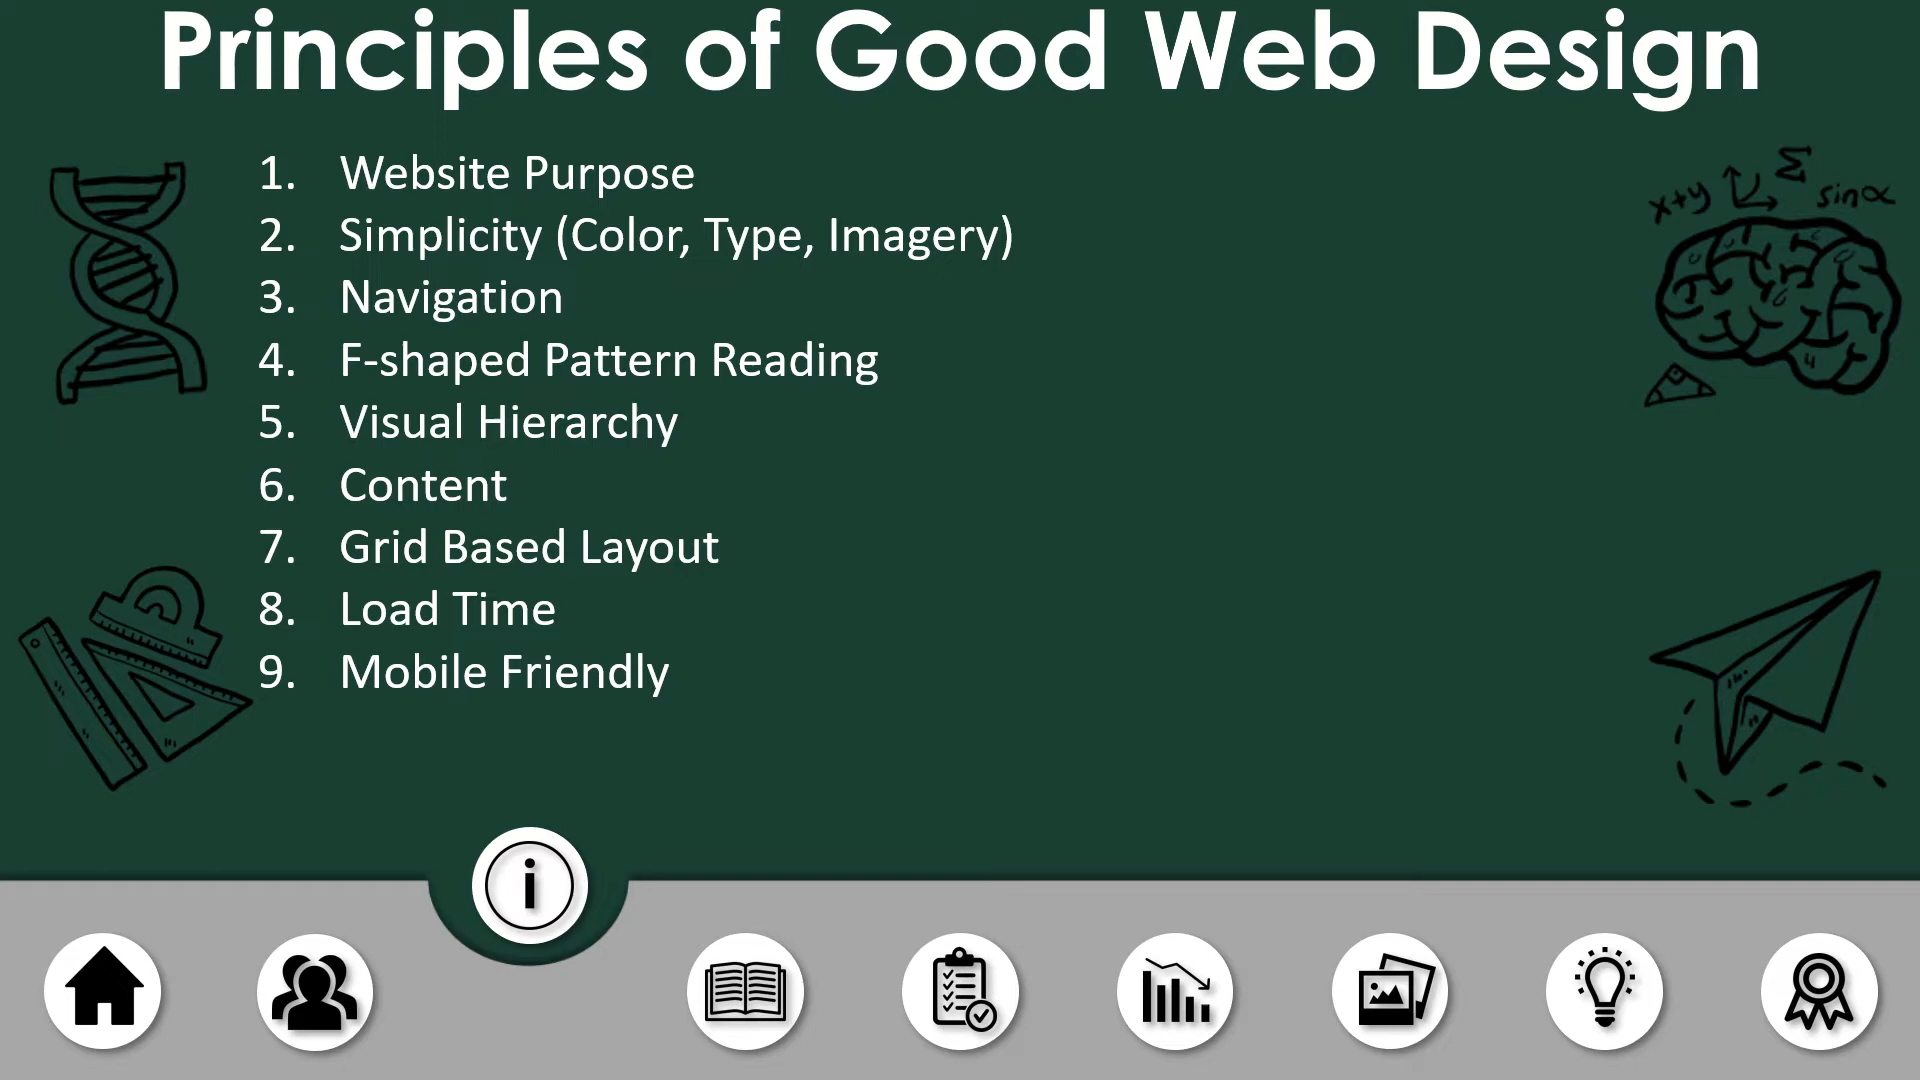 Principles of Good Web Design
1. Website Purpose
2. Simplicity (Color, Type, Imagery)
3. Navigation
4. F-shaped Pattern Reading
5. Visual Hierarchy
6. Content
7. Grid Based Layout
8. Load Time
9. Mobile Friendly
x+y
Σ
sinα
i